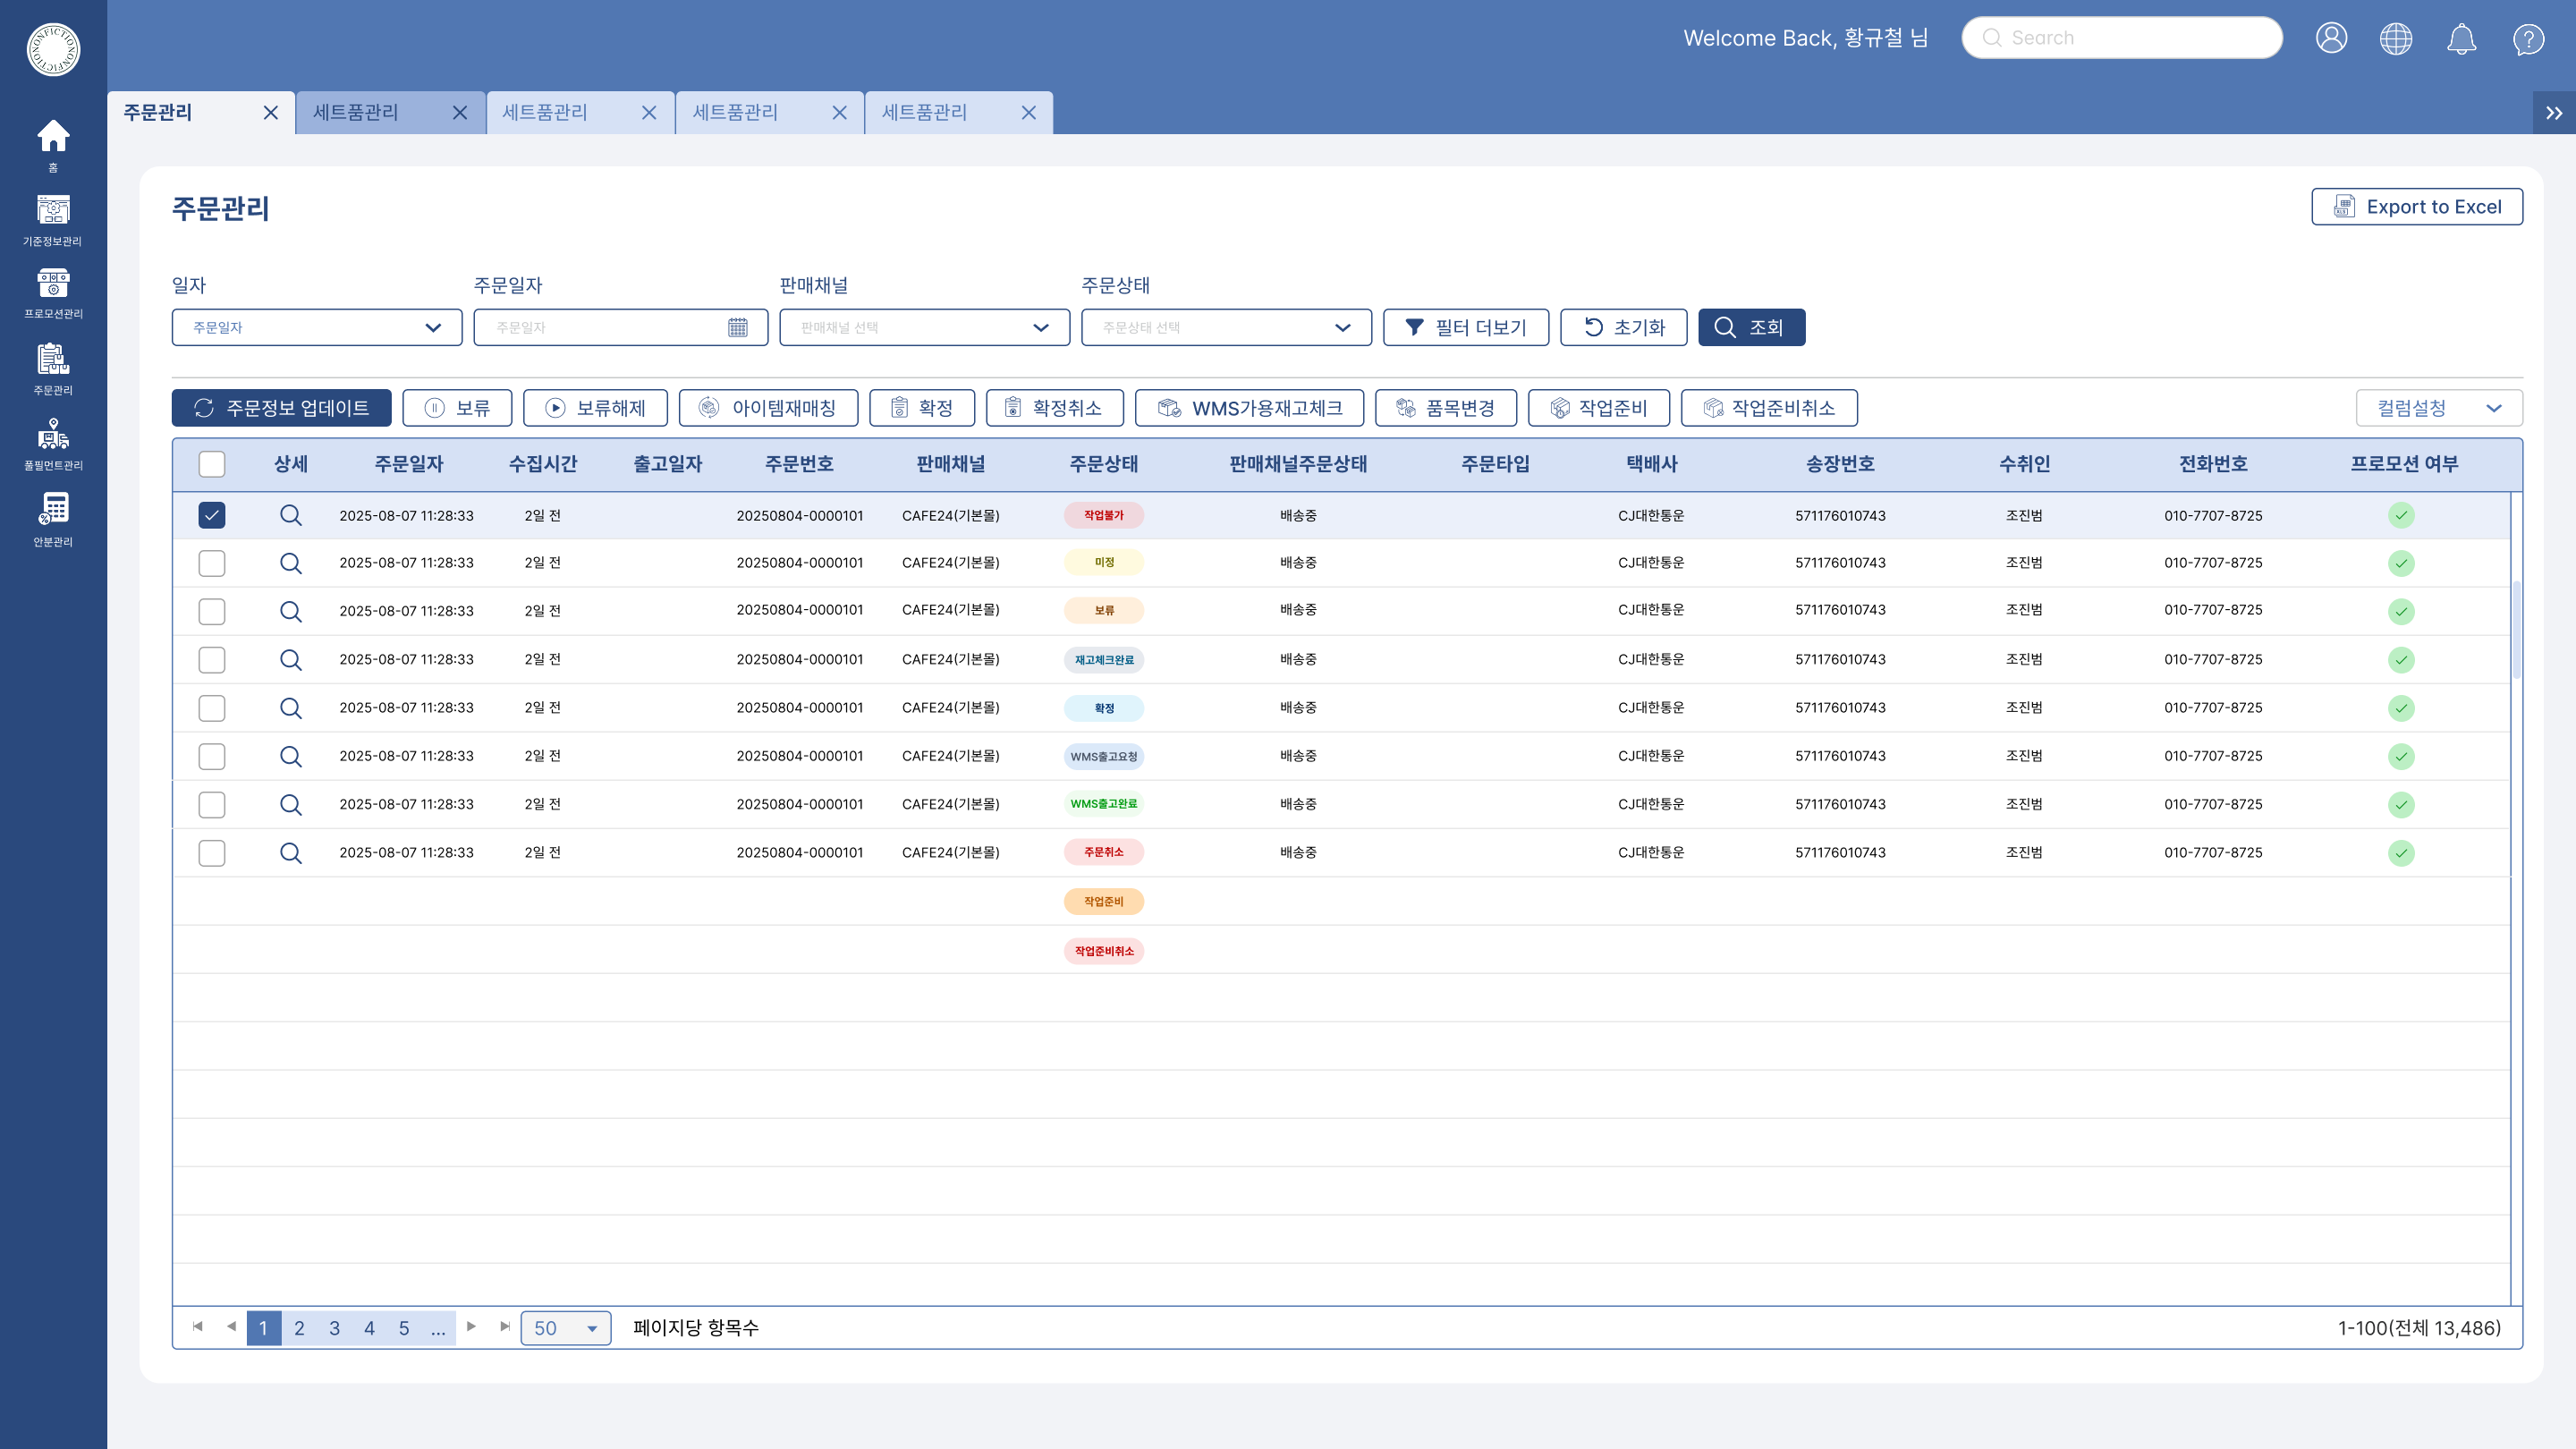 NONFICTIONNONFICTION
Welcome Back, 황규철 님
Search
주문관리 세트품관리 세트품관리 세트품관리 세트품관리
홈
기준정보관리
프로모션관리
주문관리
풀필먼트관리
안분관리
주문관리
Export to Excel
일자 주문일자 판매채널 주문상태
주문일자 주문일자 판매채널 선택 주문상태 선택 필터 더보기 초기화 조회
주문정보 업데이트 보류 보류해제 아이템재매칭 확정 확정취소 WMS가용재고체크 품목변경 작업준비 작업준비취소 컬럼설청
상세 주문일자 수집시간 출고일자 주문번호 판매채널 주문상태 판매채널주문상태 주문타입 택배사 송장번호 수취인 전화번호 프로모션 여부
2025-08-07 11:28:33 2일 전 20250804-0000101 CAFE24(기본몰) 작업불가 배송중 CJ대한통운 571176010743 조진범 010-7707-8725
2025-08-07 11:28:33 2일 전 20250804-0000101 CAFE24(기본몰) 미정 배송중 CJ대한통운 571176010743 조진범 010-7707-8725
2025-08-07 11:28:33 2일 전 20250804-0000101 CAFE24(기본몰) 보류 배송중 CJ대한통운 571176010743 조진범 010-7707-8725
2025-08-07 11:28:33 2일 전 20250804-0000101 CAFE24(기본몰) 재고체크완료 배송중 CJ대한통운 571176010743 조진범 010-7707-8725
2025-08-07 11:28:33 2일 전 20250804-0000101 CAFE24(기본몰) 확정 배송중 CJ대한통운 571176010743 조진범 010-7707-8725
2025-08-07 11:28:33 2일 전 20250804-0000101 CAFE24(기본몰) WMS출고요청 배송중 CJ대한통운 571176010743 조진범 010-7707-8725
2025-08-07 11:28:33 2일 전 20250804-0000101 CAFE24(기본몰) WMS출고완료 배송중 CJ대한통운 571176010743 조진범 010-7707-8725
2025-08-07 11:28:33 2일 전 20250804-0000101 CAFE24(기본몰) 주문취소 배송중 CJ대한통운 571176010743 조진범 010-7707-8725
작업준비
작업준비취소
1 2 3 4 5 ... 50 페이지당 항목수 1-100(전체 13,486)